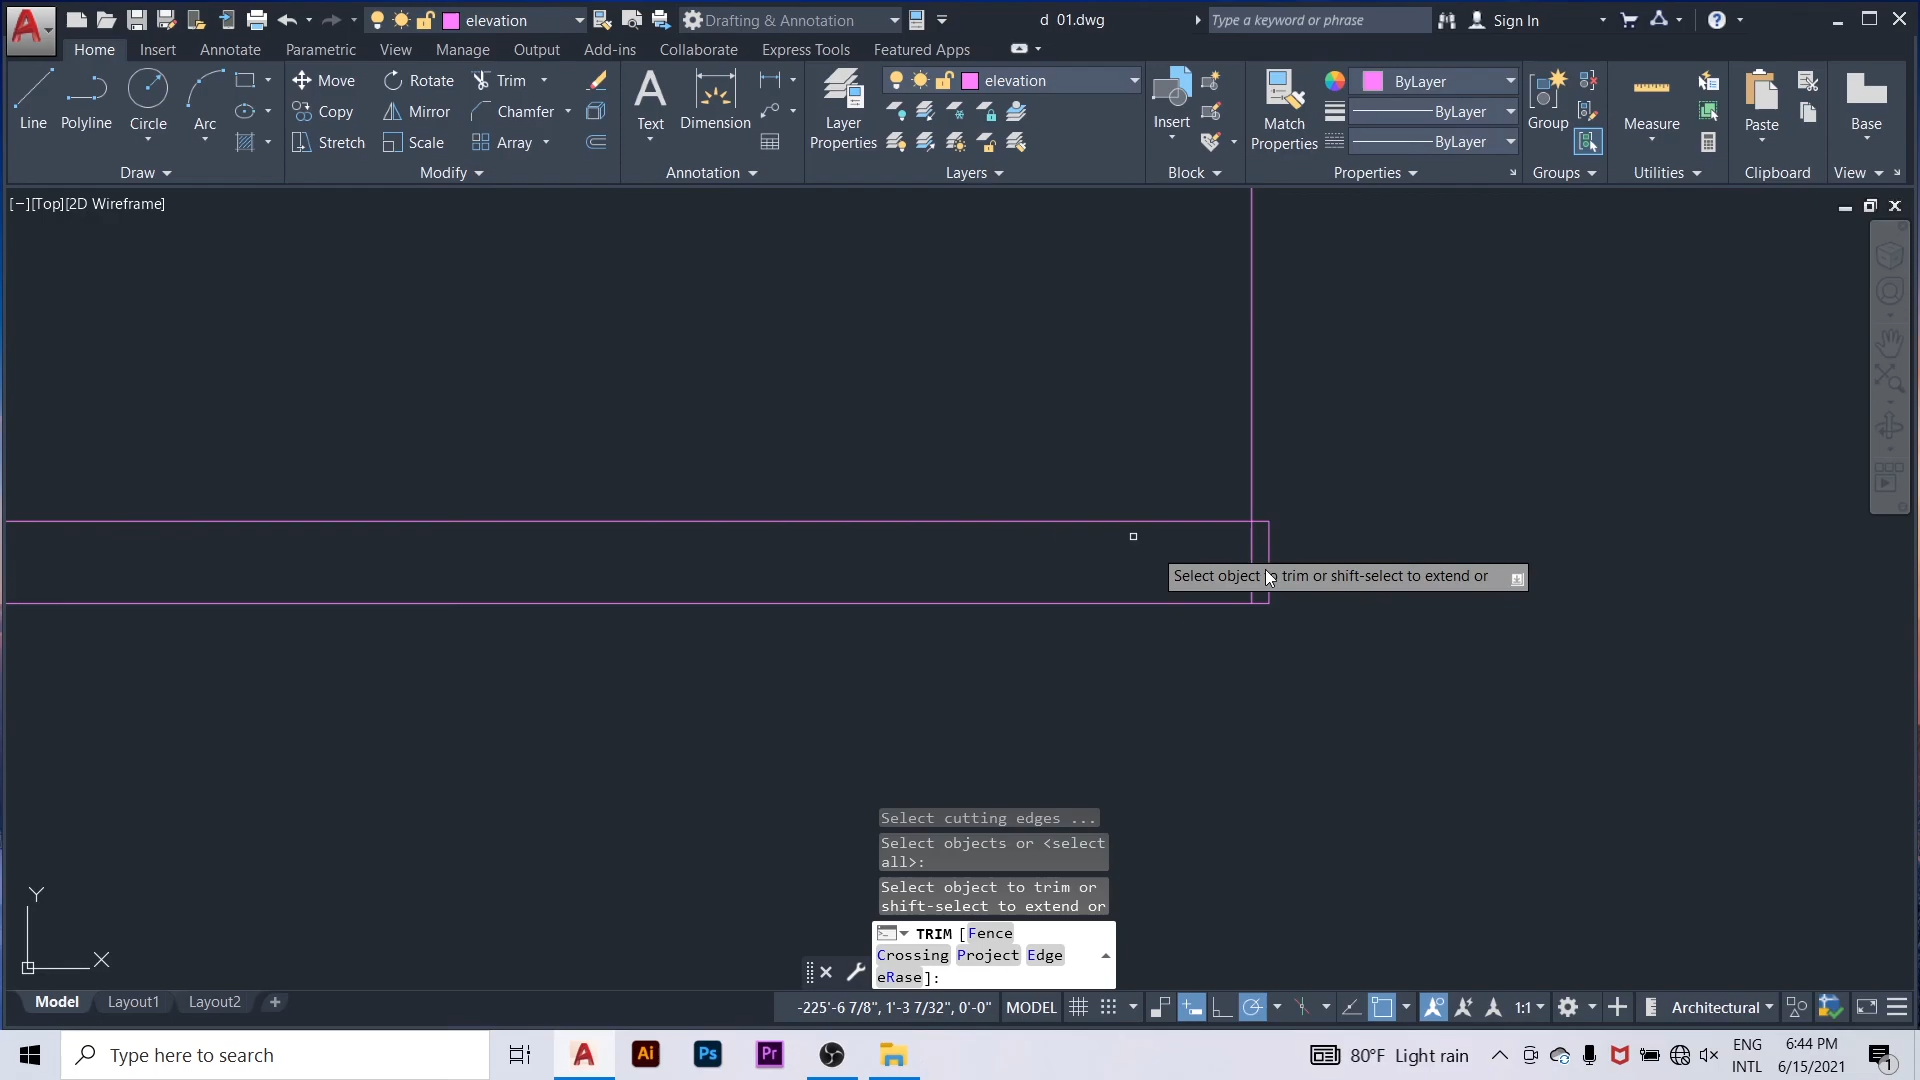 elevation
Drafting & Annotation
d 01.dwg
Type a keyword or phrase
Sign In
Home Insert Annotate Parametric View Manage Output Add-ins Collaborate Express Tools Featured Apps
Line
Polyline
Circle
Arc
Move
Copy
Stretch
Rotate
Mirror
Scale
Trim
Chamfer
Array
Text
Dimension
Layer
Properties
elevation
Insert
Match
Properties
ByLayer
ByLayer
ByLayer
Group
Measure
Paste
Base
Draw
Modify
Annotation
Layers
Block
Properties
Groups
Utilities
Clipboard
View
[−][Top][2D Wireframe]
Select object to trim or shift-select to extend or
Select cutting edges ...
Select objects or <select
all>:
Select object to trim or
shift-select to extend or
TRIM [Fence
Crossing Project Edge
eRase]:
Y
X
Model Layout1 Layout2
-225'-6 7/8", 1'-3 7/32", 0'-0" MODEL
1:1
Architectural
Type here to search
Ai
Ps
Pr
80°F Light rain
ENG
INTL
6:44 PM
6/15/2021
1